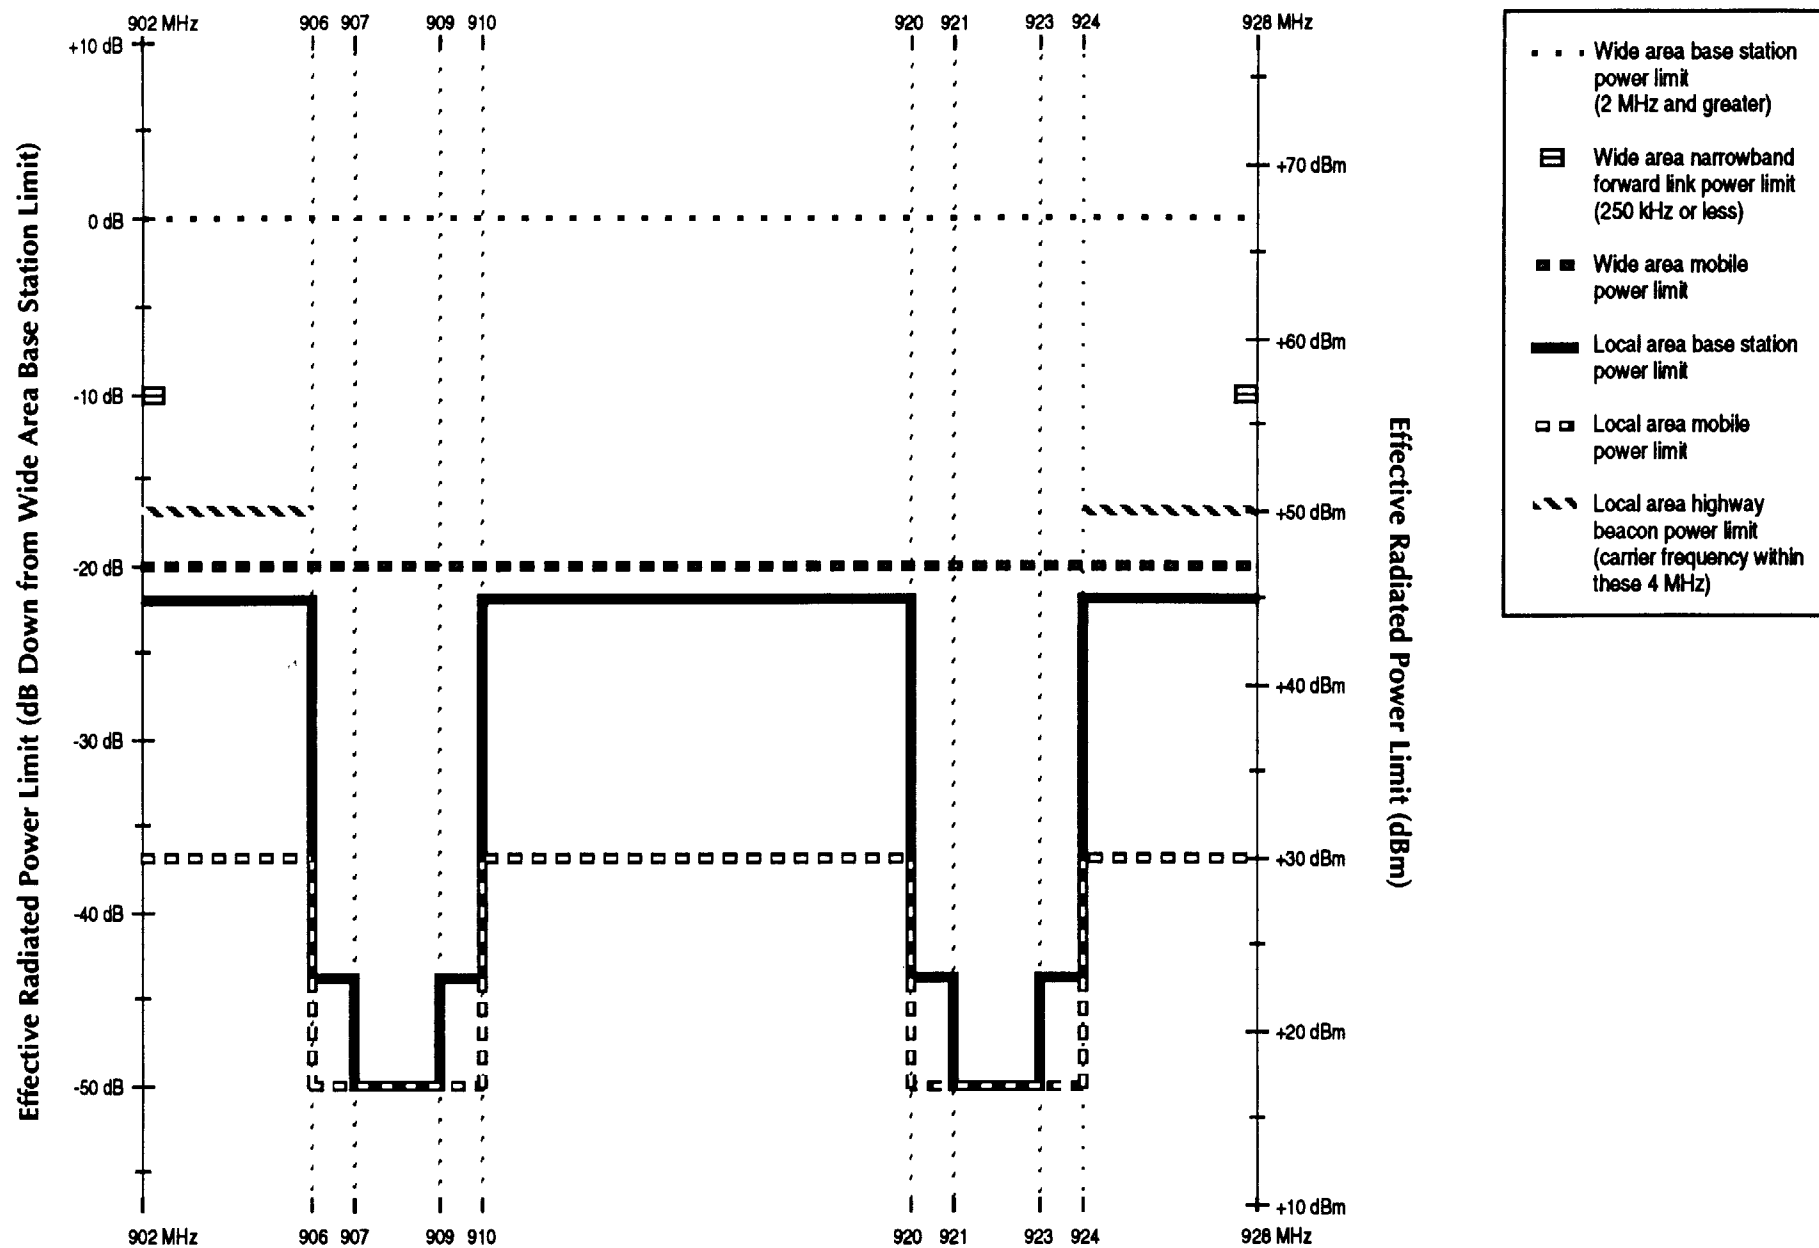 902 MHz 906 907 909 910 920 921 923 924 928 MHz
Effective Radiated Power Limit (dB Down from Wide Area Base Station Limit)
+10 dB
0 dB
-10 dB
-20 dB
-30 dB
-40 dB
-50 dB
+70 dBm
+60 dBm
+50 dBm
+40 dBm
+30 dBm
+20 dBm
+10 dBm
Effective Radiated Power Limit (dBm)
902 MHz 906 907 909 910 920 921 923 924 928 MHz
Wide area base station
power limit
(2 MHz and greater)
Wide area narrowband
forward link power limit
(250 kHz or less)
Wide area mobile
power limit
Local area base station
power limit
Local area mobile
power limit
Local area highway
beacon power limit
(carrier frequency within
these 4 MHz)